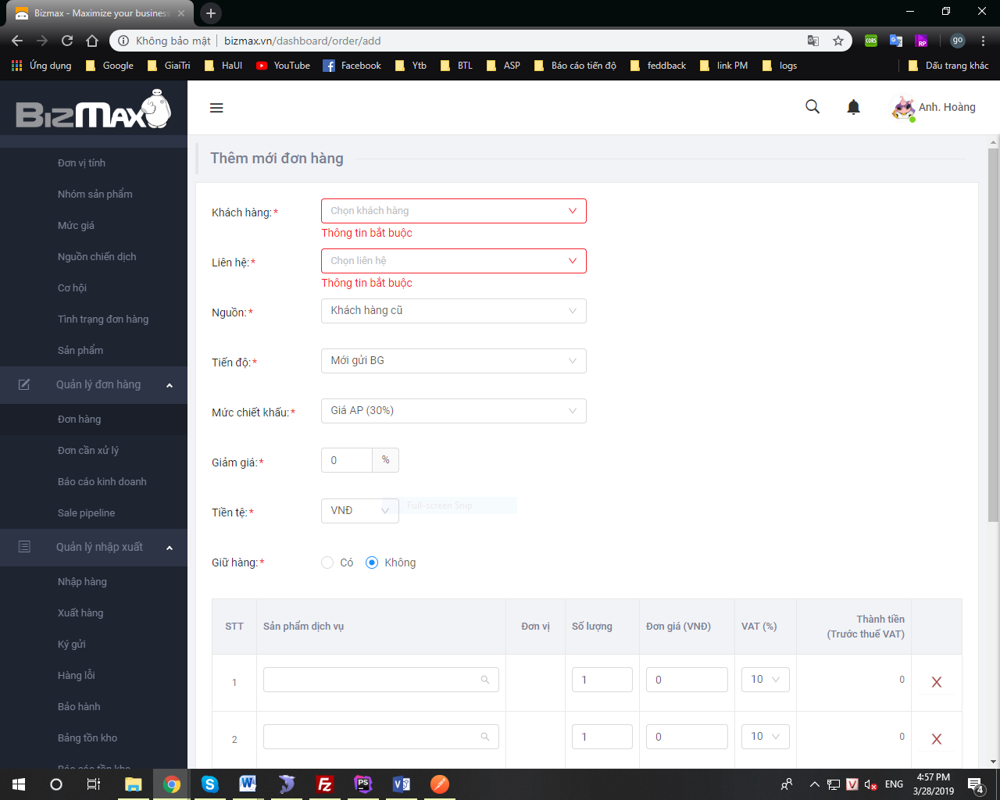 Bizmax - Maximize your business
Không bảo mật
bizmax.vn/dashboard/order/add
CORS
RP
go
Ứng dụng
Google
GiaiTri
HaUI
YouTube
Facebook
Ytb
BTL
ASP
Báo cáo tiến độ
feddback
link PM
logs
Dấu trang khác
BIZMAX
Anh. Hoàng
Đơn vị tính
Nhóm sản phẩm
Mức giá
Nguồn chiến dịch
Cơ hội
Tình trạng đơn hàng
Sản phẩm
Quản lý đơn hàng
Đơn hàng
Đơn cần xử lý
Báo cáo kinh doanh
Sale pipeline
Quản lý nhập xuất
Nhập hàng
Xuất hàng
Ký gửi
Hàng lỗi
Bảo hành
Bảng tồn kho
Báo cáo tồn kho
Thêm mới đơn hàng
Khách hàng:*
Chọn khách hàng
Thông tin bắt buộc
Liên hệ:*
Chọn liên hệ
Thông tin bắt buộc
Nguồn:*
Khách hàng cũ
Tiến độ:*
Mới gửi BG
Mức chiết khấu:*
Giá AP (30%)
Giảm giá:*
0
%
Tiền tệ:*
VNĐ
Full-screen Snip
Giữ hàng:*
Có
Không
STT
Sản phẩm dịch vụ
Đơn vị
Số lượng
Đơn giá (VNĐ)
VAT (%)
Thành tiền
(Trước thuế VAT)
1
1
0
10
0
X
2
1
0
10
0
X
ENG
4:57 PM
3/28/2019
4